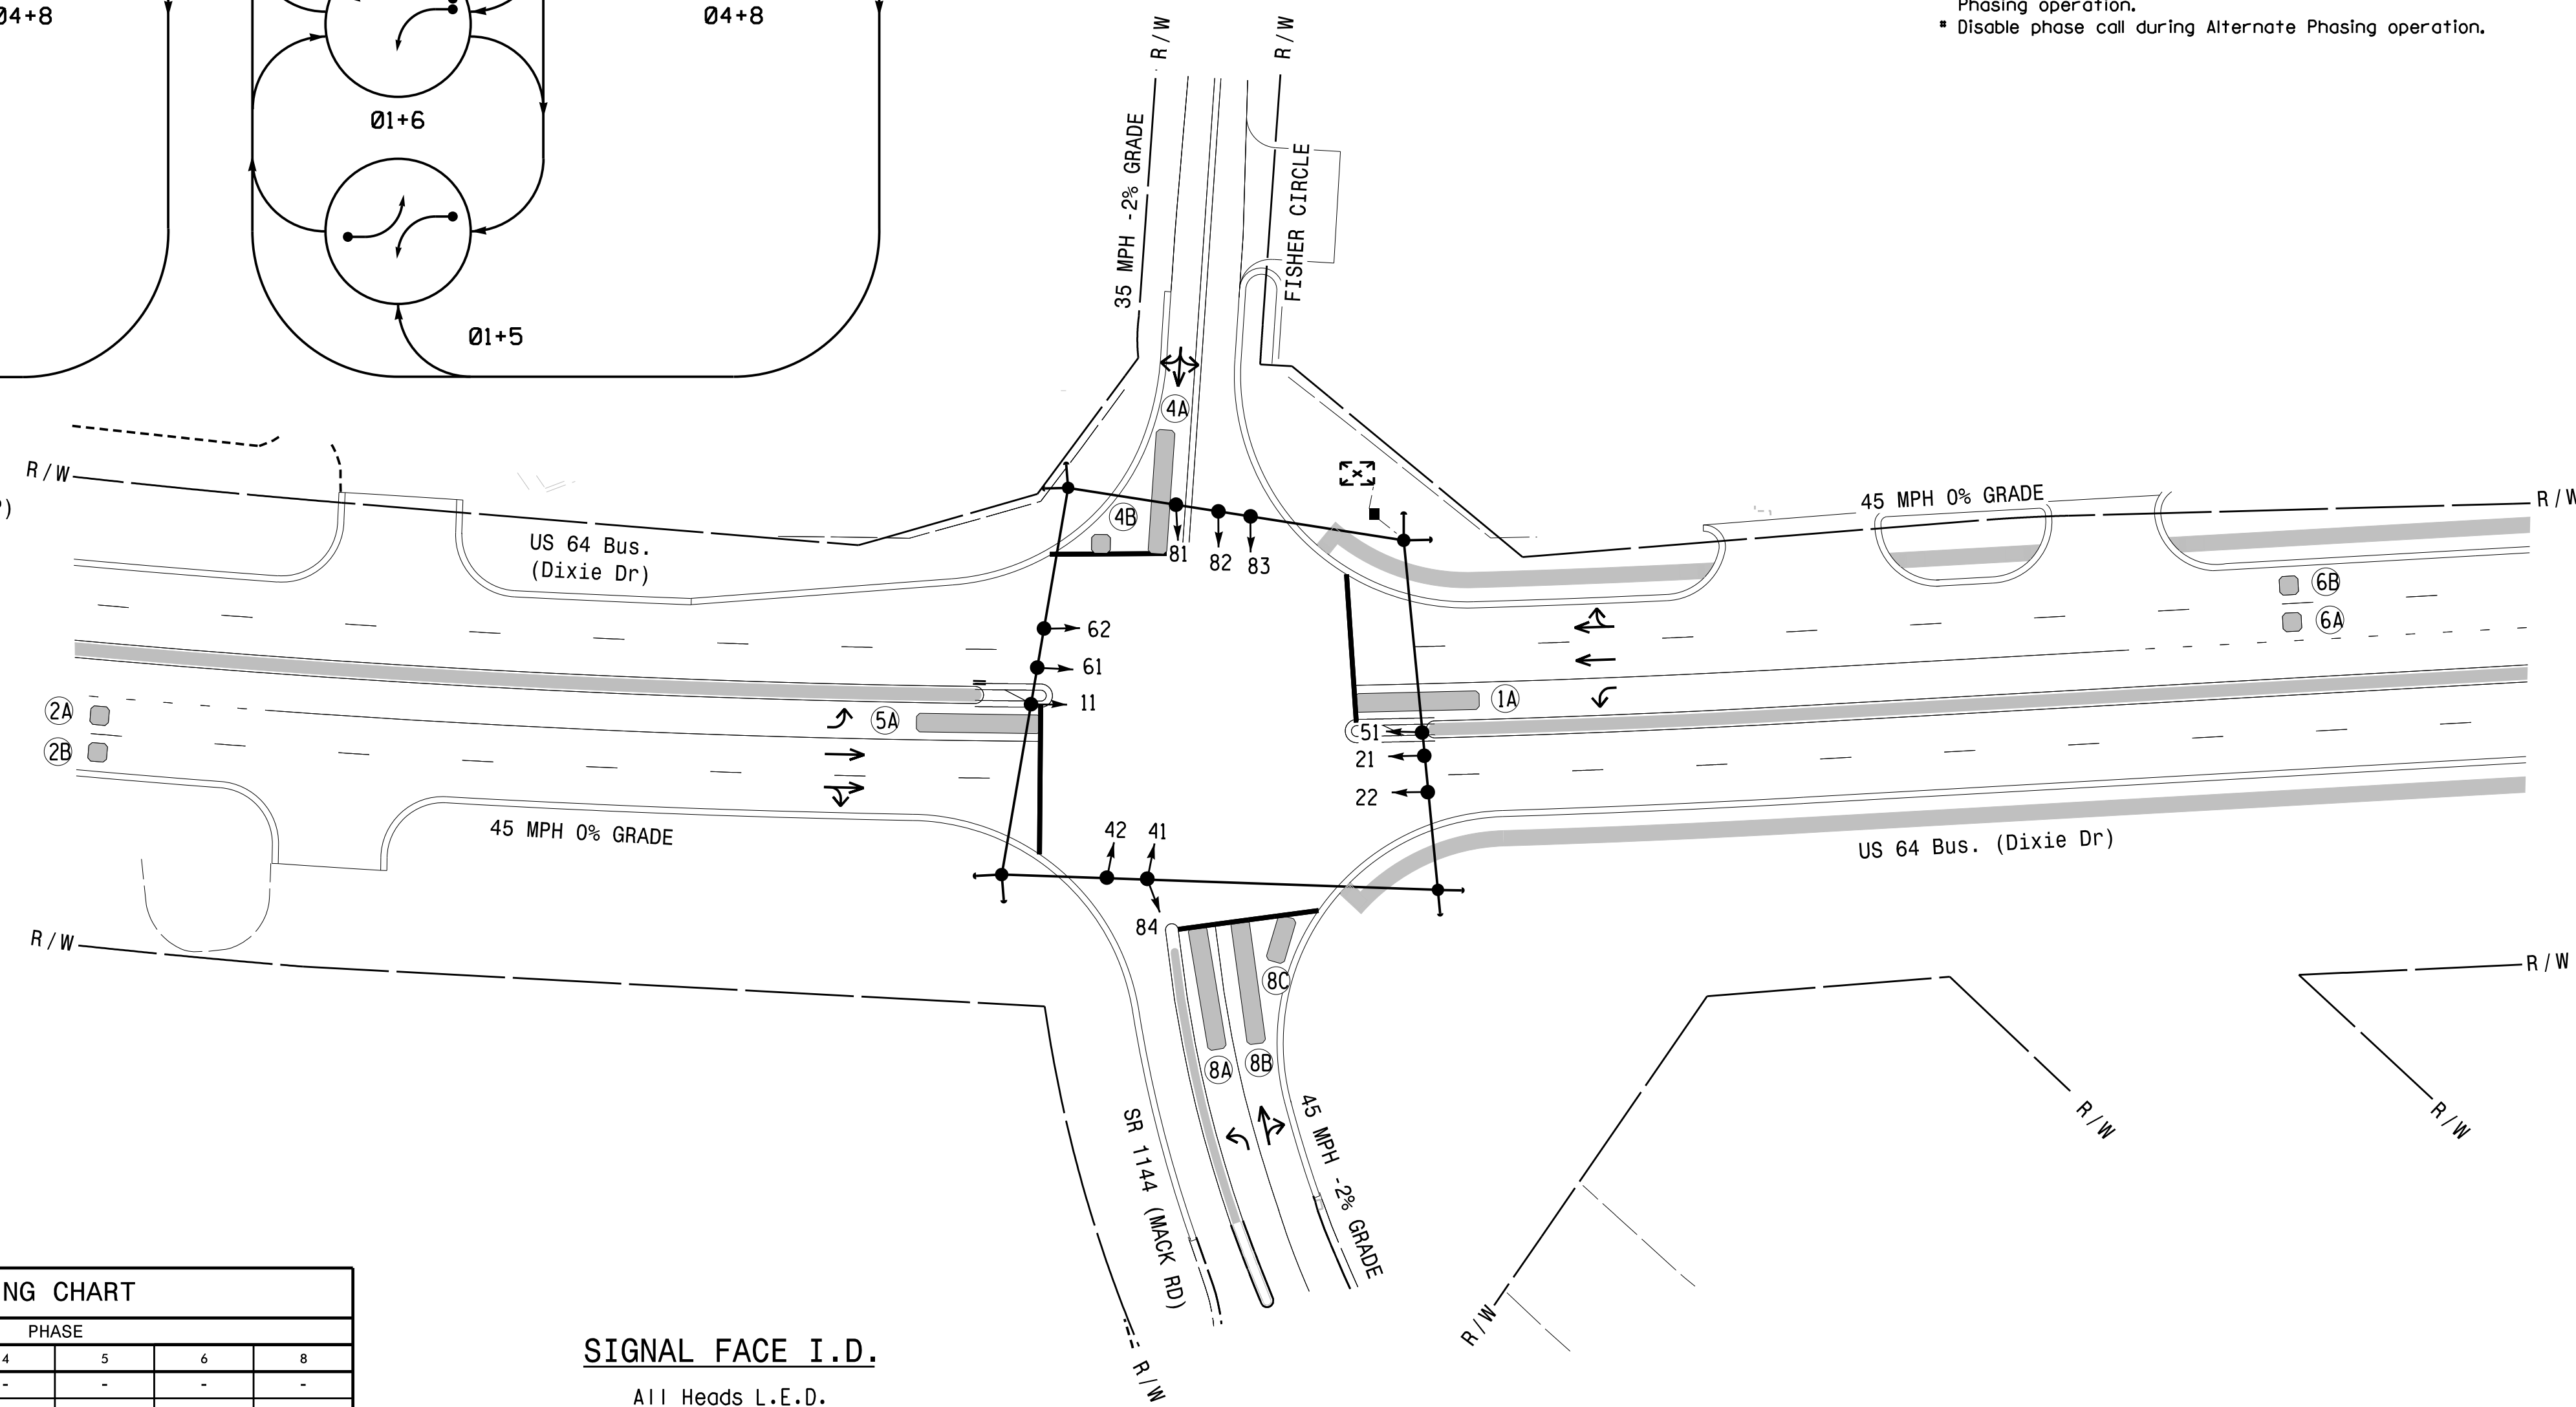 04+8
04+8
Phasing operation.
* Disable phase call during Alternate Phasing operation.
R/W
R/W
01+6
35 MPH -2% GRADE
FISHER CIRCLE
01+5
4A
R/W
45 MPH 0% GRADE
R/W
P)
4B
US 64 Bus.
(Dixie Dr)
81
82
83
6B
6A
62
61
11
1A
2A
5A
2B
51
21
22
45 MPH 0% GRADE
42
41
US 64 Bus. (Dixie Dr)
84
R/W
R/W
8C
8A
8B
SR 1144 (MACK RD)
45 MPH -2% GRADE
R/W
R/W
R/W
R/W
NG CHART
PHASE
4 5 6 8
- - - -
SIGNAL FACE I.D.
All Heads L.E.D.